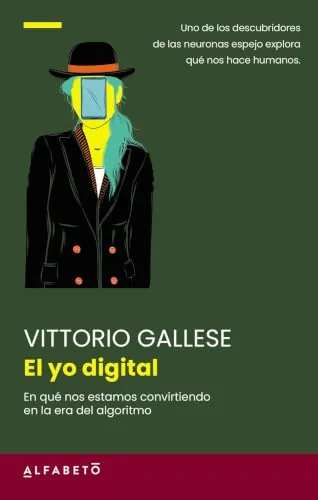 Uno de los descubridores
de las neuronas espejo explora
qué nos hace humanos.
VITTORIO GALLESE
El yo digital
En qué nos estamos convirtiendo
en la era del algoritmo
ALFABETO